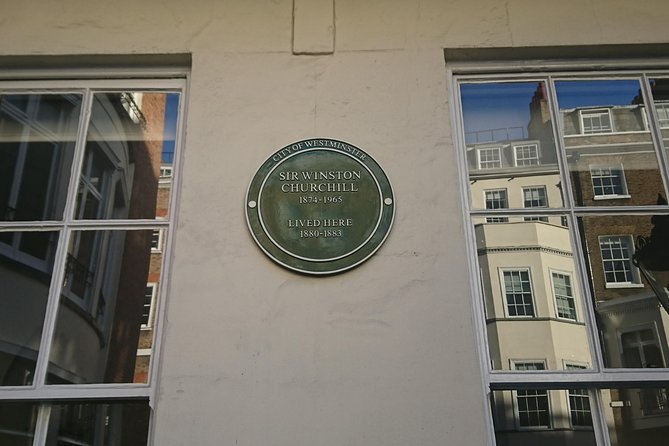 CITY OF WESTMINSTER
SIR WINSTON
CHURCHILL
1874-1965
LIVED HERE
1880-1883